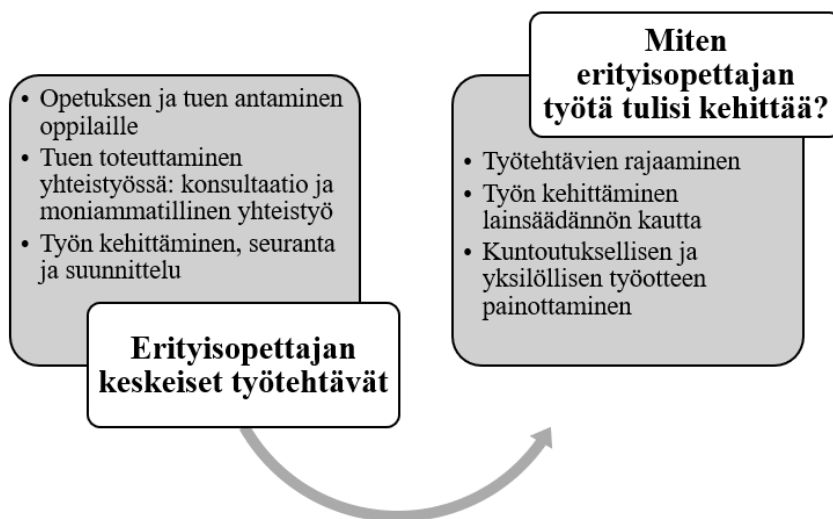 • Opetuksen ja tuen antaminen
oppilaille
• Tuen toteuttaminen
yhteistyössä: konsultaatio ja
moniammatillinen yhteistyö
• Työn kehittäminen, seuranta
ja suunnittelu
Erityisopettajan
keskeiset työtehtävät
Miten
erityisopettajan
työtä tulisi kehittää?
• Työtehtävien rajaaminen
• Työn kehittäminen
lainsäädännön kautta
• Kuntoutuksellisen ja
yksilöllisen työotteen
painottaminen